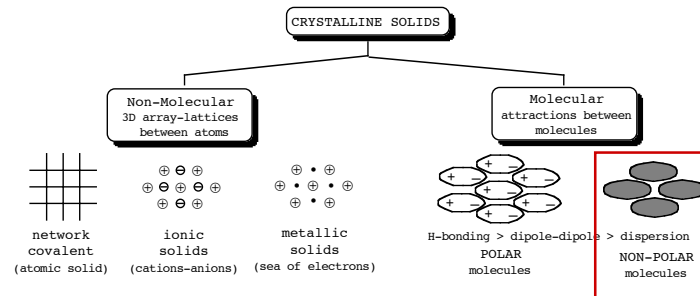 CRYSTALLINE SOLIDS
Non-Molecular
3D array-lattices
between atoms
Molecular
attractions between
molecules
network
covalent
(atomic solid)
ionic
solids
(cations-anions)
metallic
solids
(sea of electrons)
H-bonding > dipole-dipole > dispersion
POLAR
molecules
NON-POLAR
molecules